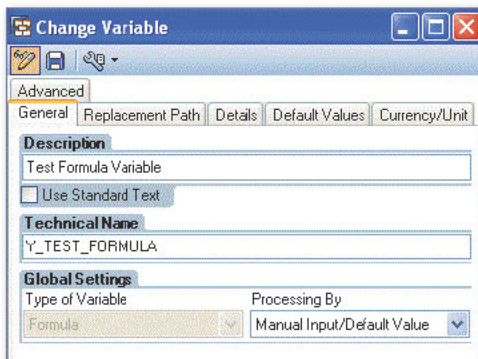 Change Variable
Advanced
General Replacement Path Details Default Values Currency/Unit
Description
Test Formula Variable
Use Standard Text
Technical Name
Y_TEST_FORMULA
Global Settings
Type of Variable Processing By
Formula Manual Input/Default Value